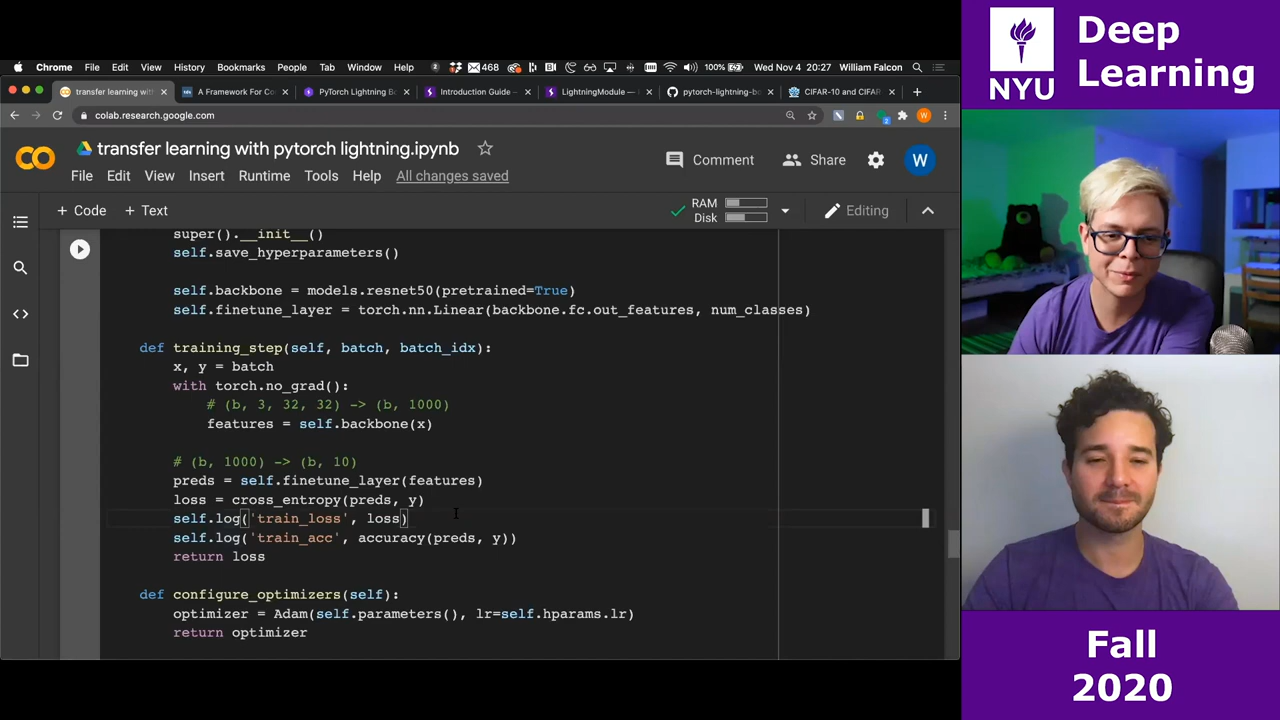 Chrome File Edit View History Bookmarks People Tab Window Help 468 100% Wed Nov 4 20:27 William Falcon
transfer learning with
A Framework For Co
PyTorch Lightning Bo
Introduction Guide —
LightningModule —
pytorch-lightning-bo
CIFAR-10 and CIFAR
colab.research.google.com
transfer learning with pytorch lightning.ipynb
Comment Share W
File Edit View Insert Runtime Tools Help All changes saved
+ Code + Text RAM Disk Editing
super().__init__()
self.save_hyperparameters()
self.backbone = models.resnet50(pretrained=True)
self.finetune_layer = torch.nn.Linear(backbone.fc.out_features, num_classes)
def training_step(self, batch, batch_idx):
x, y = batch
with torch.no_grad():
# (b, 3, 32, 32) -> (b, 1000)
features = self.backbone(x)
# (b, 1000) -> (b, 10)
preds = self.finetune_layer(features)
loss = cross_entropy(preds, y)
self.log('train_loss', loss)
self.log('train_acc', accuracy(preds, y))
return loss
def configure_optimizers(self):
optimizer = Adam(self.parameters(), lr=self.hparams.lr)
return optimizer
NYU
Deep
Learning
Fall
2020